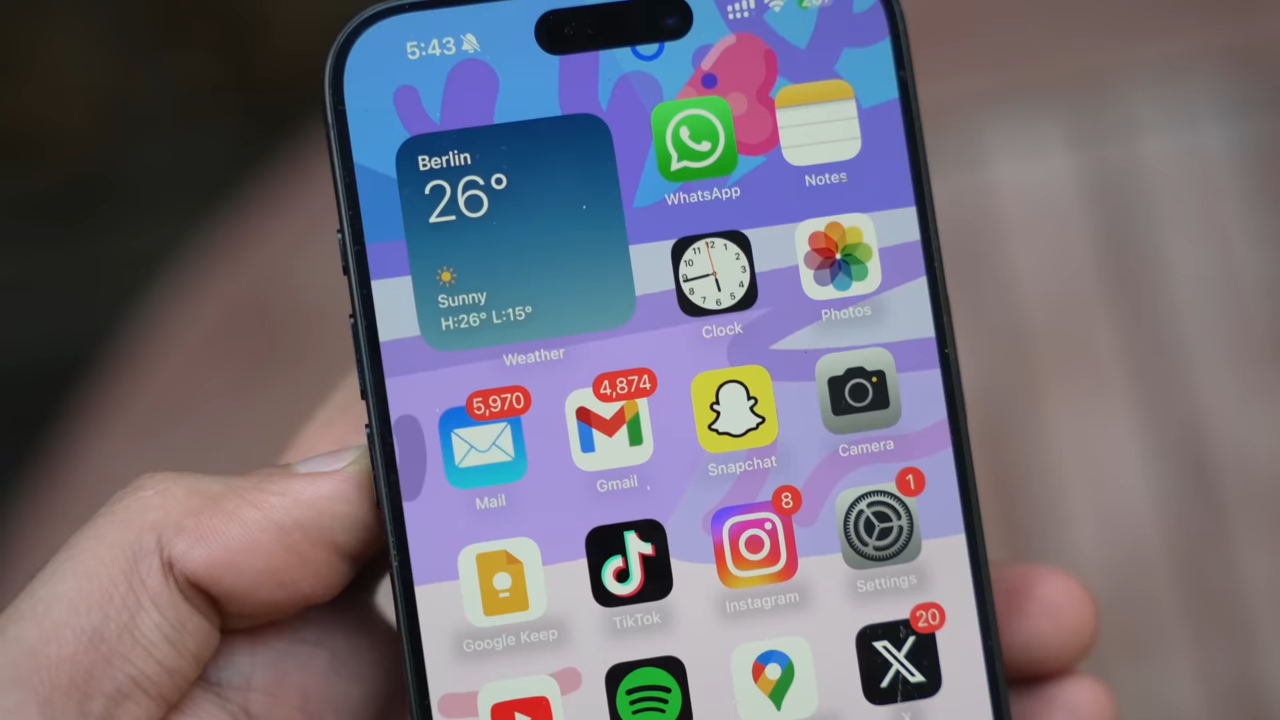 5:43
Berlin
26°
Sunny
H:26° L:15°
Weather
WhatsApp
Notes
Clock
Photos
5,970
4,874
Mail
Gmail
Snapchat
Camera
8
1
Google Keep
TikTok
Instagram
Settings
20
X